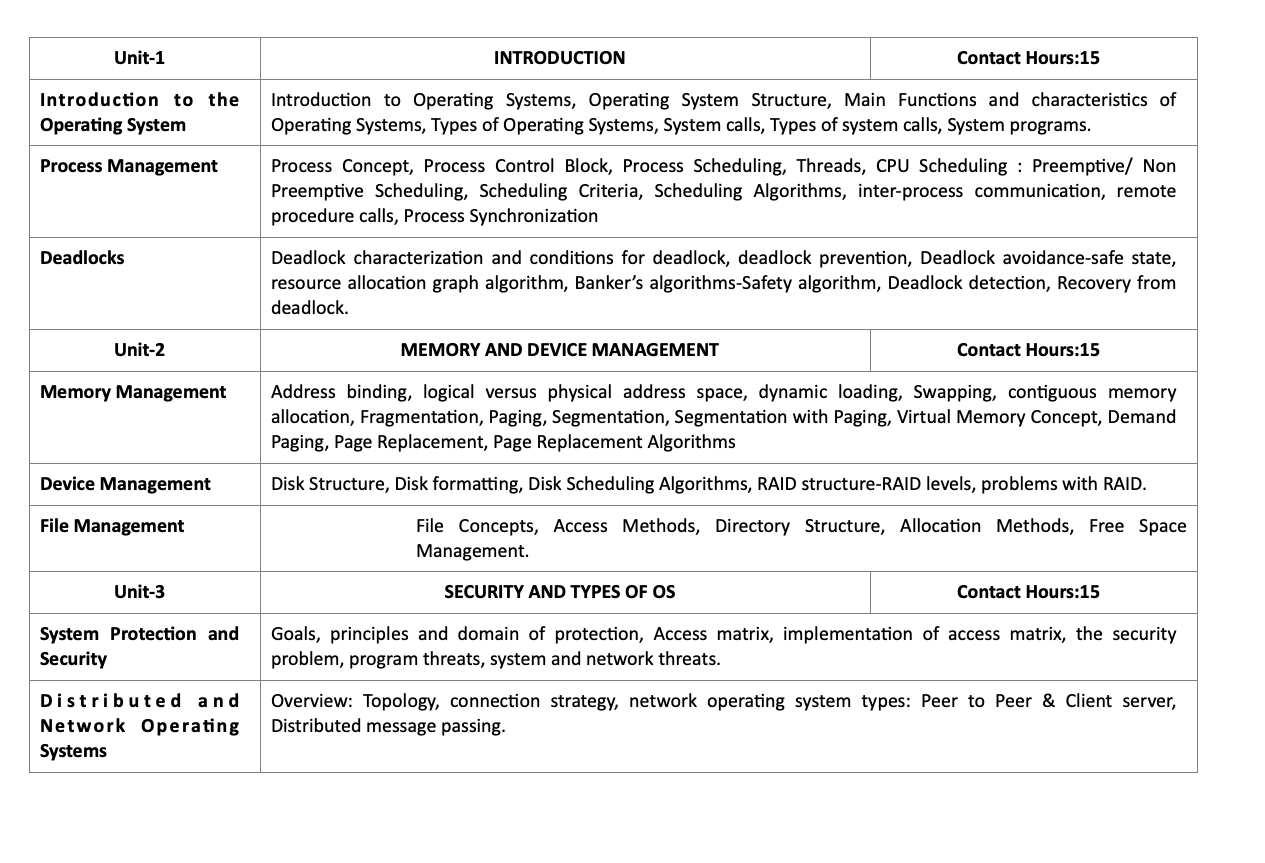 Unit-1 INTRODUCTION Contact Hours:15
Introduction to the
Operating System
Introduction to Operating Systems, Operating System Structure, Main Functions and characteristics of
Operating Systems, Types of Operating Systems, System calls, Types of system calls, System programs.
Process Management
Process Concept, Process Control Block, Process Scheduling, Threads, CPU Scheduling : Preemptive/ Non
Preemptive Scheduling, Scheduling Criteria, Scheduling Algorithms, inter-process communication, remote
procedure calls, Process Synchronization
Deadlocks
Deadlock characterization and conditions for deadlock, deadlock prevention, Deadlock avoidance-safe state,
resource allocation graph algorithm, Banker’s algorithms-Safety algorithm, Deadlock detection, Recovery from
deadlock.
Unit-2 MEMORY AND DEVICE MANAGEMENT Contact Hours:15
Memory Management
Address binding, logical versus physical address space, dynamic loading, Swapping, contiguous memory
allocation, Fragmentation, Paging, Segmentation, Segmentation with Paging, Virtual Memory Concept, Demand
Paging, Page Replacement, Page Replacement Algorithms
Device Management
Disk Structure, Disk formatting, Disk Scheduling Algorithms, RAID structure-RAID levels, problems with RAID.
File Management
File Concepts, Access Methods, Directory Structure, Allocation Methods, Free Space
Management.
Unit-3 SECURITY AND TYPES OF OS Contact Hours:15
System Protection and
Security
Goals, principles and domain of protection, Access matrix, implementation of access matrix, the security
problem, program threats, system and network threats.
Distributed and
Network Operating
Systems
Overview: Topology, connection strategy, network operating system types: Peer to Peer & Client server,
Distributed message passing.